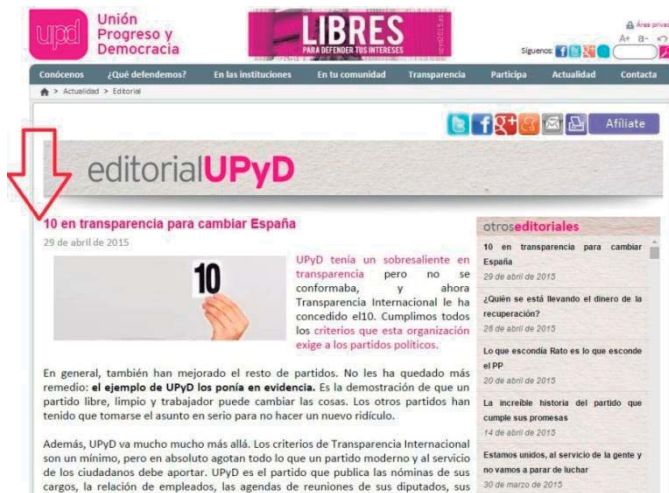 upd
Unión
Progreso y
Democracia
LIBRES
PARA DEFENDER TUS INTERESES
upyd2015.es
Área priva
A+ a-
Síguenos:
Conócenos ¿Qué defendemos? En las instituciones En tu comunidad Transparencia Participa Actualidad Contacta
> Actualidad > Editorial
Afíliate
editorialUPyD
10 en transparencia para cambiar España
29 de abril de 2015
10
UPyD tenía un sobresaliente en
transparencia pero no se
conformaba, y ahora
Transparencia Internacional le ha
concedido el10. Cumplimos todos
los criterios que esta organización
exige a los partidos políticos.
En general, también han mejorado el resto de partidos. No les ha quedado más
remedio: el ejemplo de UPyD los ponía en evidencia. Es la demostración de que un
partido libre, limpio y trabajador puede cambiar las cosas. Los otros partidos han
tenido que tomarse el asunto en serio para no hacer un nuevo ridículo.
Además, UPyD va mucho mucho más allá. Los criterios de Transparencia Internacional
son un mínimo, pero en absoluto agotan todo lo que un partido moderno y al servicio
de los ciudadanos debe aportar. UPyD es el partido que publica las nóminas de sus
cargos, la relación de empleados, las agendas de reuniones de sus diputados, sus
otroseditoriales
10 en transparencia para cambiar
España
29 de abril de 2015
¿Quién se está llevando el dinero de la
recuperación?
28 de abril de 2015
Lo que escondía Rato es lo que esconde
el PP
20 de abril de 2015
La increíble historia del partido que
cumple sus promesas
14 de abril de 2015
Estamos unidos, al servicio de la gente y
no vamos a parar de luchar
30 de marzo de 2015